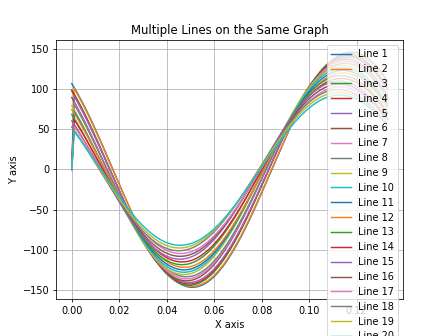 Multiple Lines on the Same Graph
150
100
50
0
−50
−100
−150
Y axis
0.00
0.02
0.04
0.06
0.08
0.10
X axis
Line 1
Line 2
Line 3
Line 4
Line 5
Line 6
Line 7
Line 8
Line 9
Line 10
Line 11
Line 12
Line 13
Line 14
Line 15
Line 16
Line 17
Line 18
Line 19
Line 20